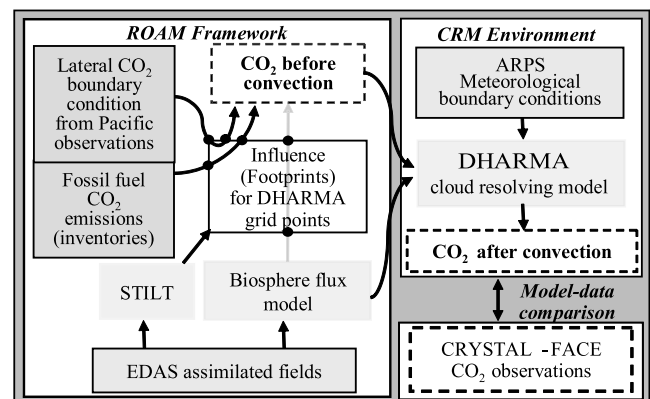 ROAM Framework
Lateral CO2
boundary
condition
from Pacific
observations
CO2 before
convection
Fossil fuel
CO2
emissions
(inventories)
Influence
(Footprints)
for DHARMA
grid points
STILT
Biosphere flux
model
EDAS assimilated fields
CRM Environment
ARPS
Meteorological
boundary conditions
DHARMA
cloud resolving model
CO2 after convection
Model-data
comparison
CRYSTAL -FACE
CO2 observations